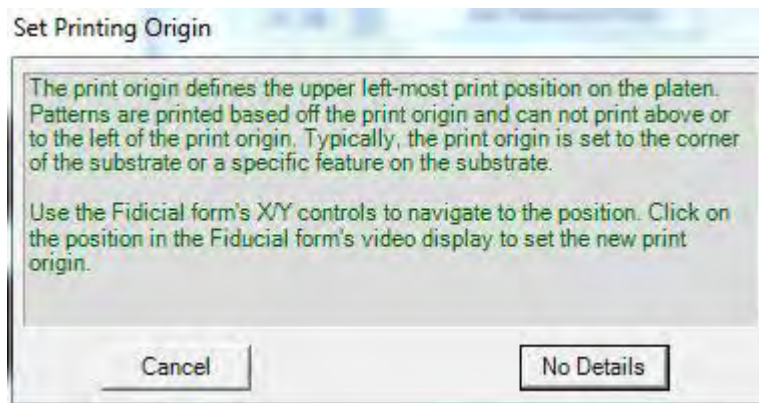 Set Printing Origin
The print origin defines the upper left-most print position on the platen.
Patterns are printed based off the print origin and can not print above or
to the left of the print origin. Typically, the print origin is set to the corner
of the substrate or a specific feature on the substrate.
Use the Fidicial form's X/Y controls to navigate to the position. Click on
the position in the Fiducial form's video display to set the new print
origin.
Cancel
No Details